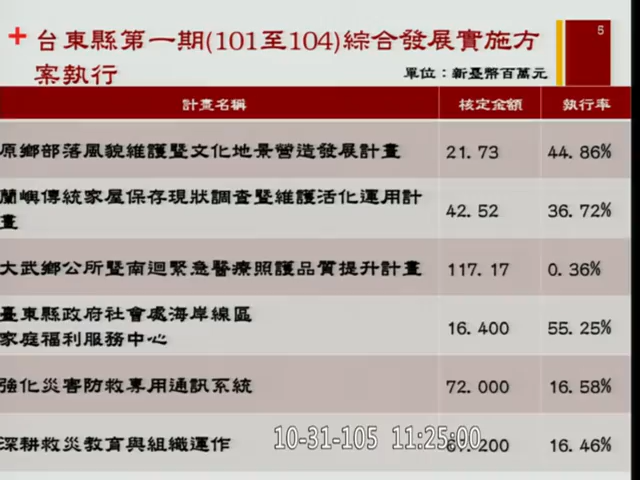 5
+ 台東縣第一期(101至104)綜合發展實施方
案執行
單位：新臺幣百萬元
計畫名稱 核定金額 執行率
原鄉部落風貌維護暨文化地景營造發展計畫 21.73 44.86%
蘭嶼傳統家屋保存現狀調查暨維護活化運用計
畫 42.52 36.72%
大武鄉公所暨南迴緊急醫療照護品質提升計畫 117.17 0.36%
臺東縣政府社會處海岸線區
家庭福利服務中心 16.400 55.25%
強化災害防救專用通訊系統 72.000 16.58%
深耕救災教育與組織運作 200 16.46%
10-31-105 11:25:00